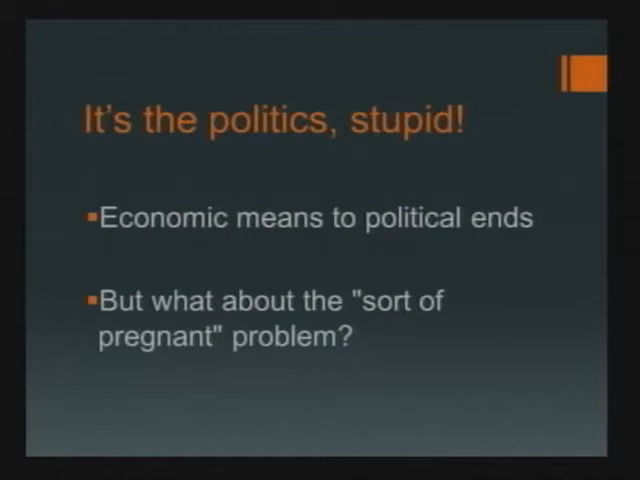 It's the politics, stupid!
Economic means to political ends
But what about the "sort of
pregnant" problem?